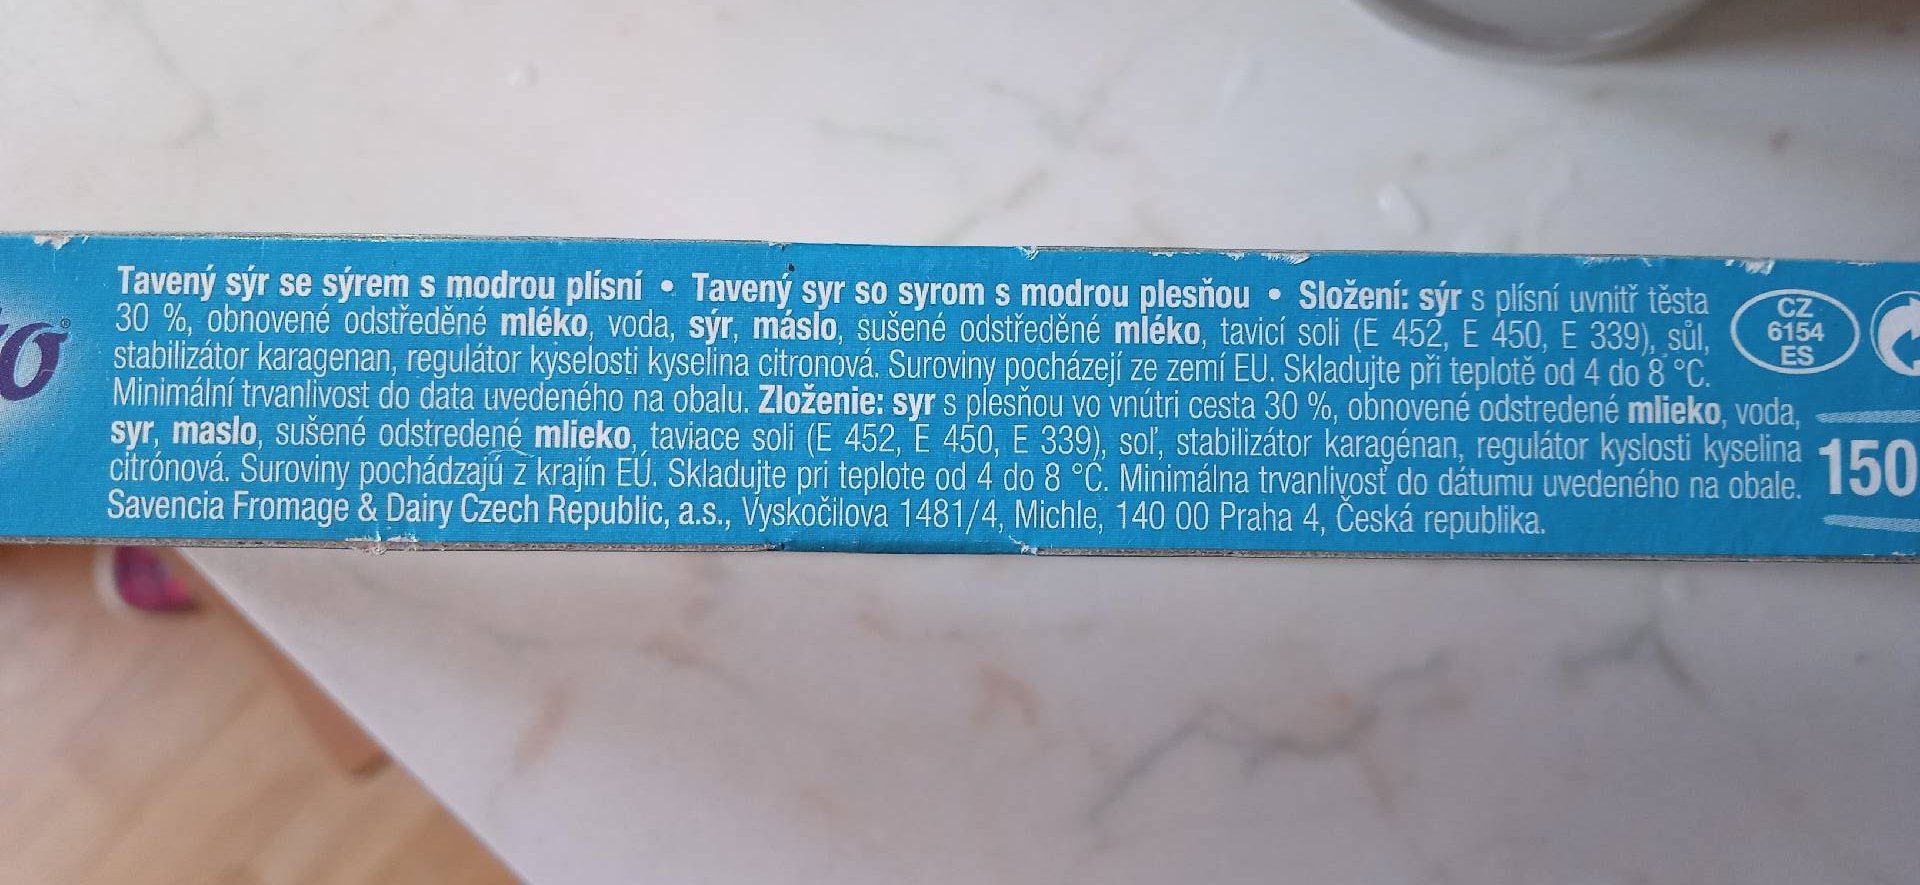 Tavený sýr se sýrem s modrou plísní • Tavený syr so syrom s modrou plesňou • Složení: sýr s plísní uvnitř těsta
30 %, obnovené odstředěné mléko, voda, sýr, máslo, sušené odstředěné mléko, tavicí soli (E 452, E 450, E 339), sůl,
stabilizátor karagenan, regulátor kyselosti kyselina citronová. Suroviny pocházejí ze zemí EU. Skladujte při teplotě od 4 do 8 °C.
Minimální trvanlivost do data uvedeného na obalu. Zloženie: syr s plesňou vo vnútri cesta 30 %, obnovené odstredené mlieko, voda,
syr, maslo, sušené odstredené mlieko, taviace soli (E 452, E 450, E 339), soľ, stabilizátor karagénan, regulátor kyslosti kyselina
citrónová. Suroviny pochádzajú z krajín EÚ. Skladujte pri teplote od 4 do 8 °C. Minimálna trvanlivosť do dátumu uvedeného na obale.
Savencia Fromage & Dairy Czech Republic, a.s., Vyskočilova 1481/4, Michle, 140 00 Praha 4, Česká republika.
CZ
6154
ES
150